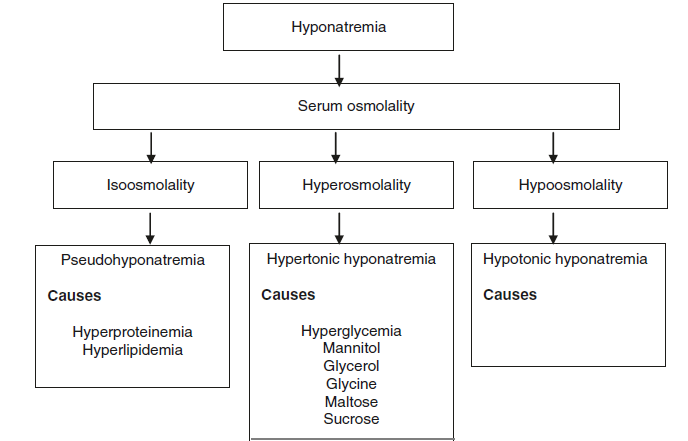 Hyponatremia
Serum osmolality
Isoosmolality
Hyperosmolality
Hypoosmolality
Pseudohyponatremia
Causes
Hyperproteinemia
Hyperlipidemia
Hypertonic hyponatremia
Causes
Hyperglycemia
Mannitol
Glycerol
Glycine
Maltose
Sucrose
Hypotonic hyponatremia
Causes